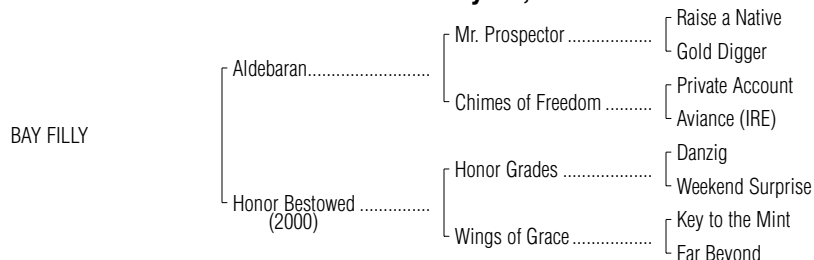 Raise a Native
Mr. Prospector ..................
Gold Digger
Aldebaran..........................
Private Account
Chimes of Freedom ..........
Aviance (IRE)
BAY FILLY
Danzig
Honor Grades ...................
Weekend Surprise
Honor Bestowed ...............
(2000)
Key to the Mint
Wings of Grace.................
Far Beyond